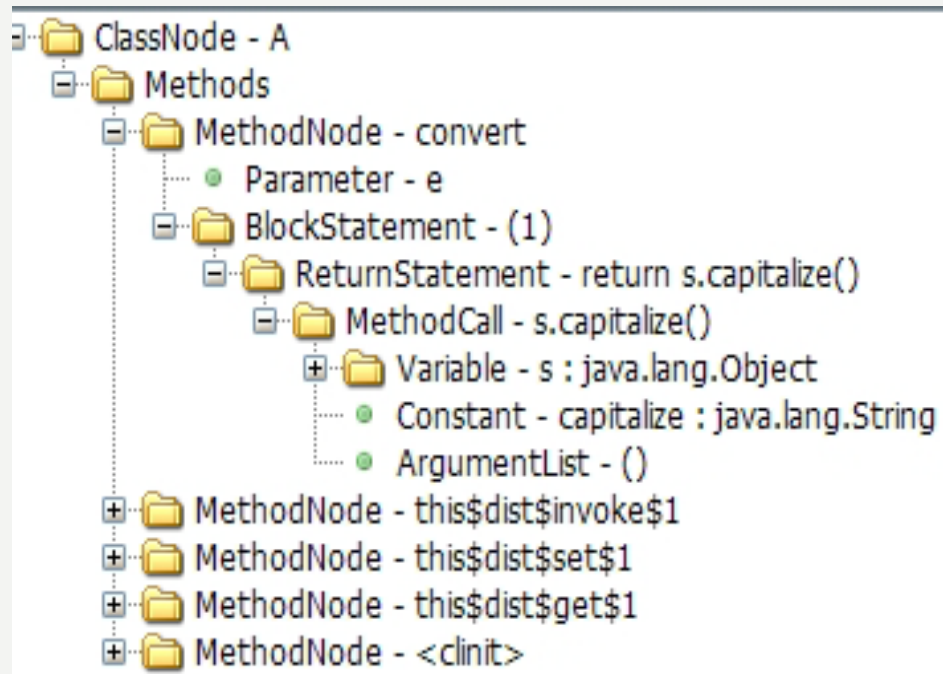 ClassNode - A
Methods
MethodNode - convert
Parameter - e
BlockStatement - (1)
ReturnStatement - return s.capitalize()
MethodCall - s.capitalize()
Variable - s : java.lang.Object
Constant - capitalize : java.lang.String
ArgumentList - ()
MethodNode - this$dist$invoke$1
MethodNode - this$dist$set$1
MethodNode - this$dist$get$1
MethodNode - <clinit>